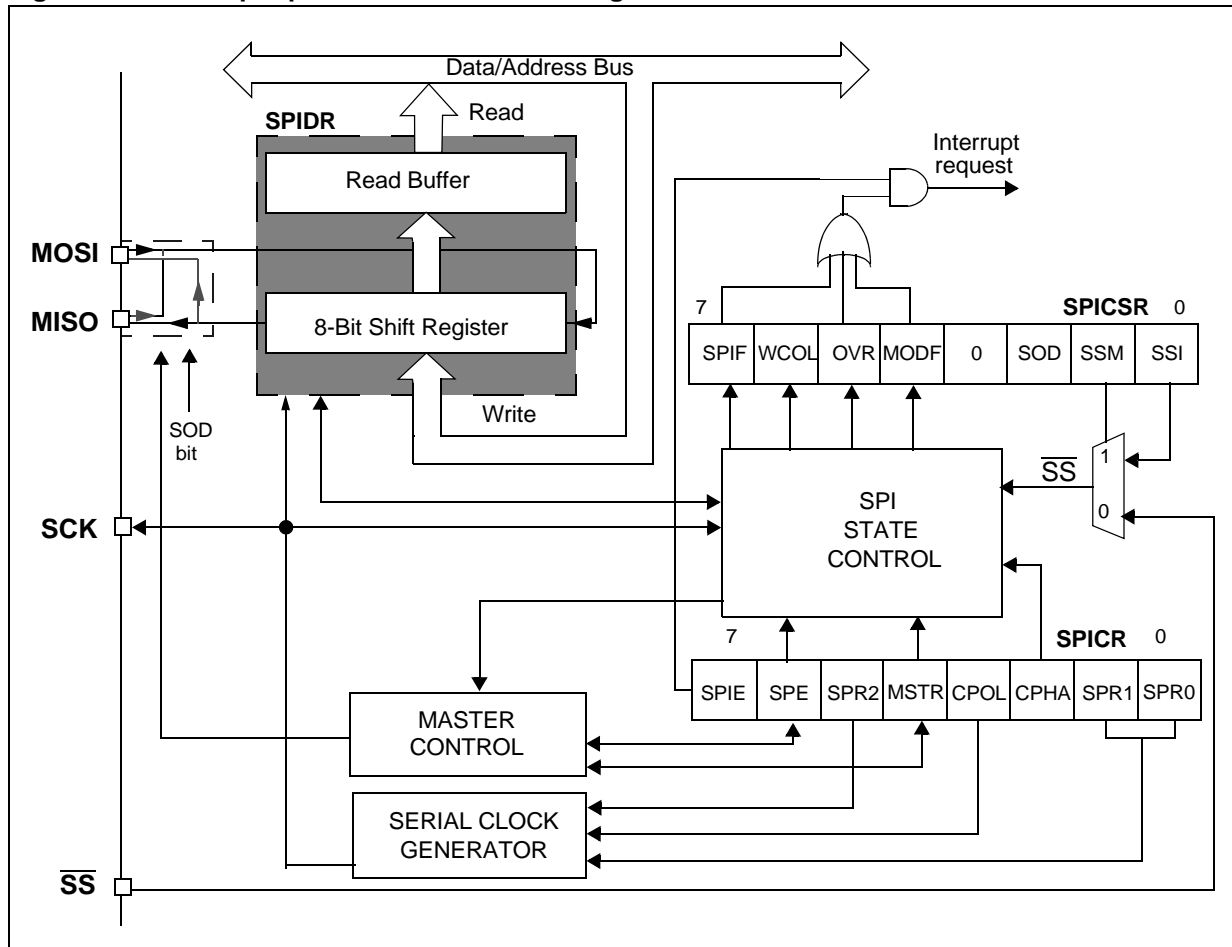 Data/Address Bus
SPIDR
Read
Read Buffer
Interrupt
request
MOSI
MISO
8-Bit Shift Register
7
SPICSR
0
SPIF
WCOL
OVR
MODF
0
SOD
SSM
SSI
Write
SOD
bit
1
SS
0
SCK
SPI
STATE
CONTROL
7
SPICR
0
SPIE
SPE
SPR2
MSTR
CPOL
CPHA
SPR1
SPR0
MASTER
CONTROL
SERIAL CLOCK
GENERATOR
SS